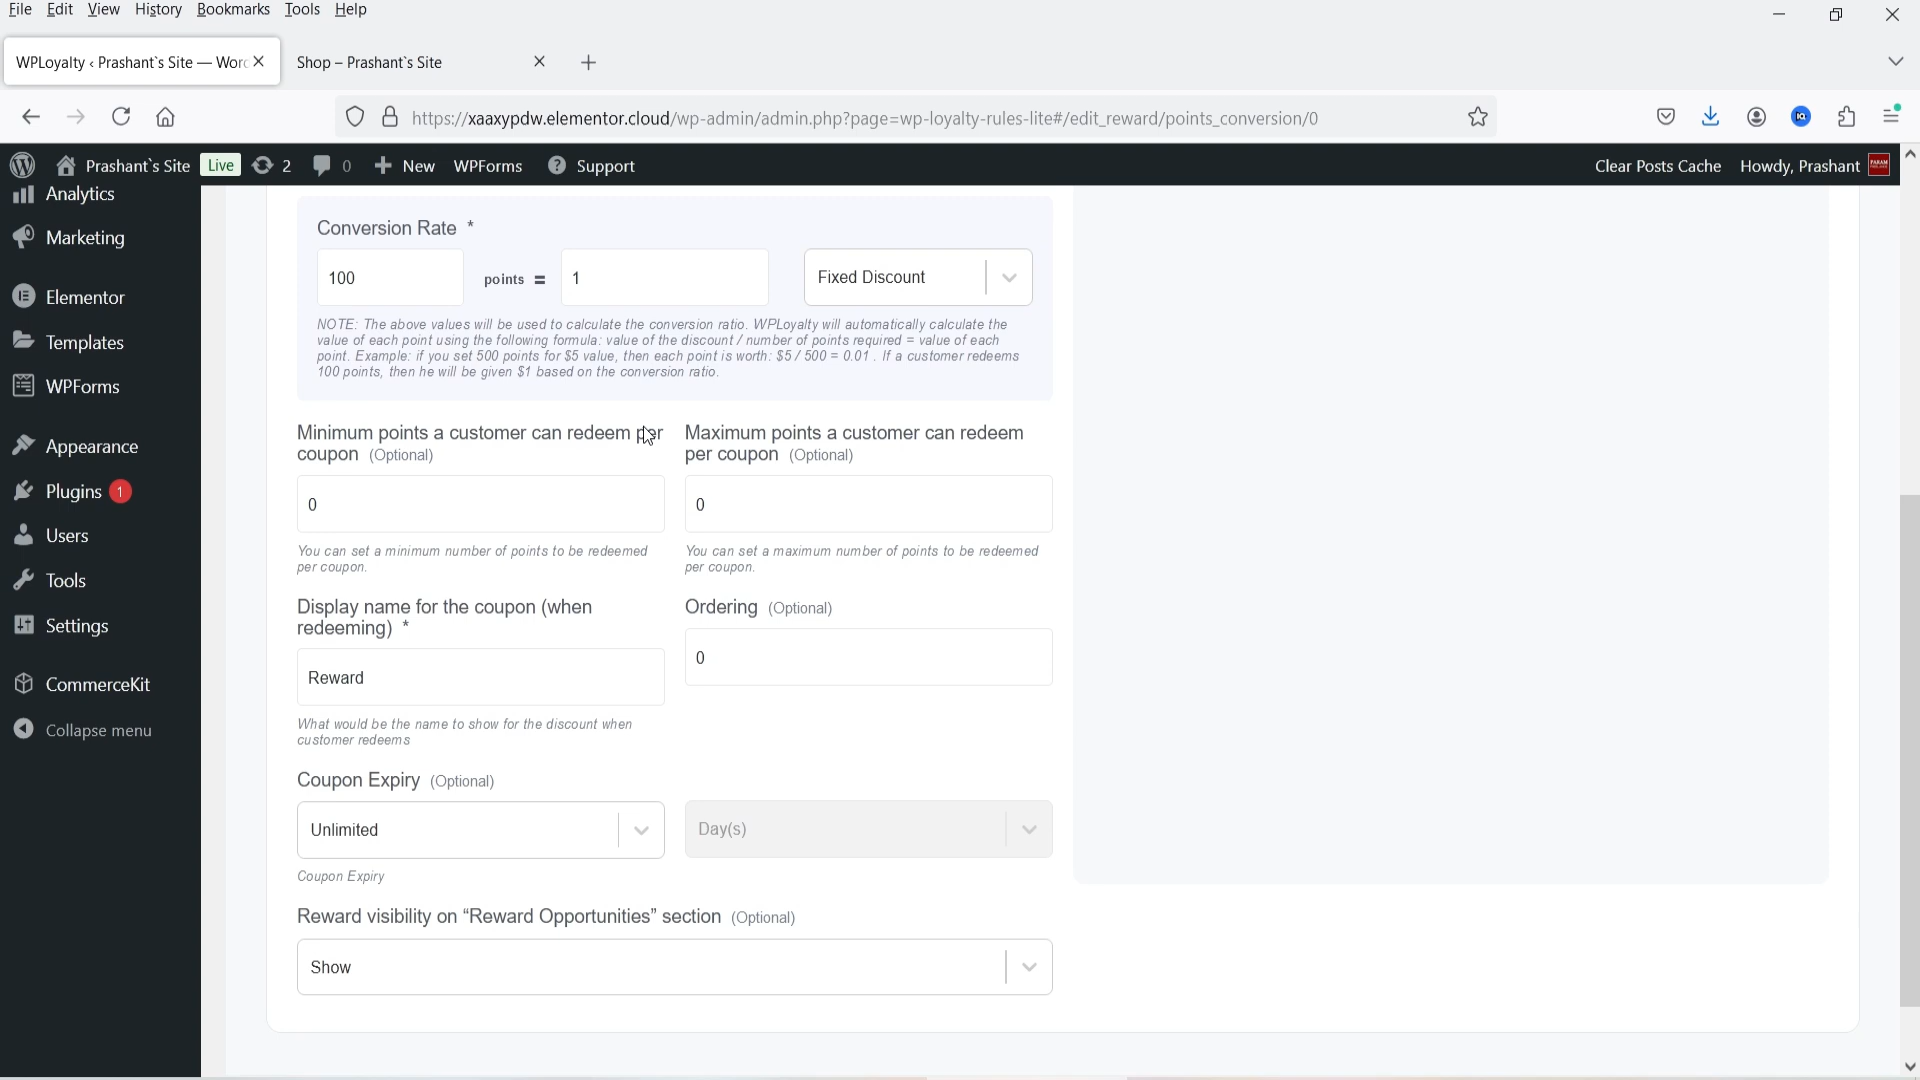 File Edit View History Bookmarks Tools Help
WPLoyalty ‹ Prashant`s Site — Word
Shop – Prashant`s Site
https://xaaxypdw.elementor.cloud/wp-admin/admin.php?page=wp-loyalty-rules-lite#/edit_reward/points_conversion/0
Prashant`s Site Live 2 0 New WPForms Support Clear Posts Cache Howdy, Prashant
Analytics
Marketing
Elementor
Templates
WPForms
Appearance
Plugins 1
Users
Tools
Settings
CommerceKit
Collapse menu
Conversion Rate *
100 points = 1 Fixed Discount
NOTE: The above values will be used to calculate the conversion ratio. WPLoyalty will automatically calculate the
value of each point using the following formula: value of the discount / number of points required = value of each
point. Example: if you set 500 points for $5 value, then each point is worth: $5 / 500 = 0.01 . If a customer redeems
100 points, then he will be given $1 based on the conversion ratio.
Minimum points a customer can redeem per
coupon (Optional)
0
You can set a minimum number of points to be redeemed
per coupon.
Maximum points a customer can redeem
per coupon (Optional)
0
You can set a maximum number of points to be redeemed
per coupon.
Display name for the coupon (when
redeeming) *
Reward
What would be the name to show for the discount when
customer redeems
Ordering (Optional)
0
Coupon Expiry (Optional)
Unlimited
Day(s)
Coupon Expiry
Reward visibility on “Reward Opportunities” section (Optional)
Show